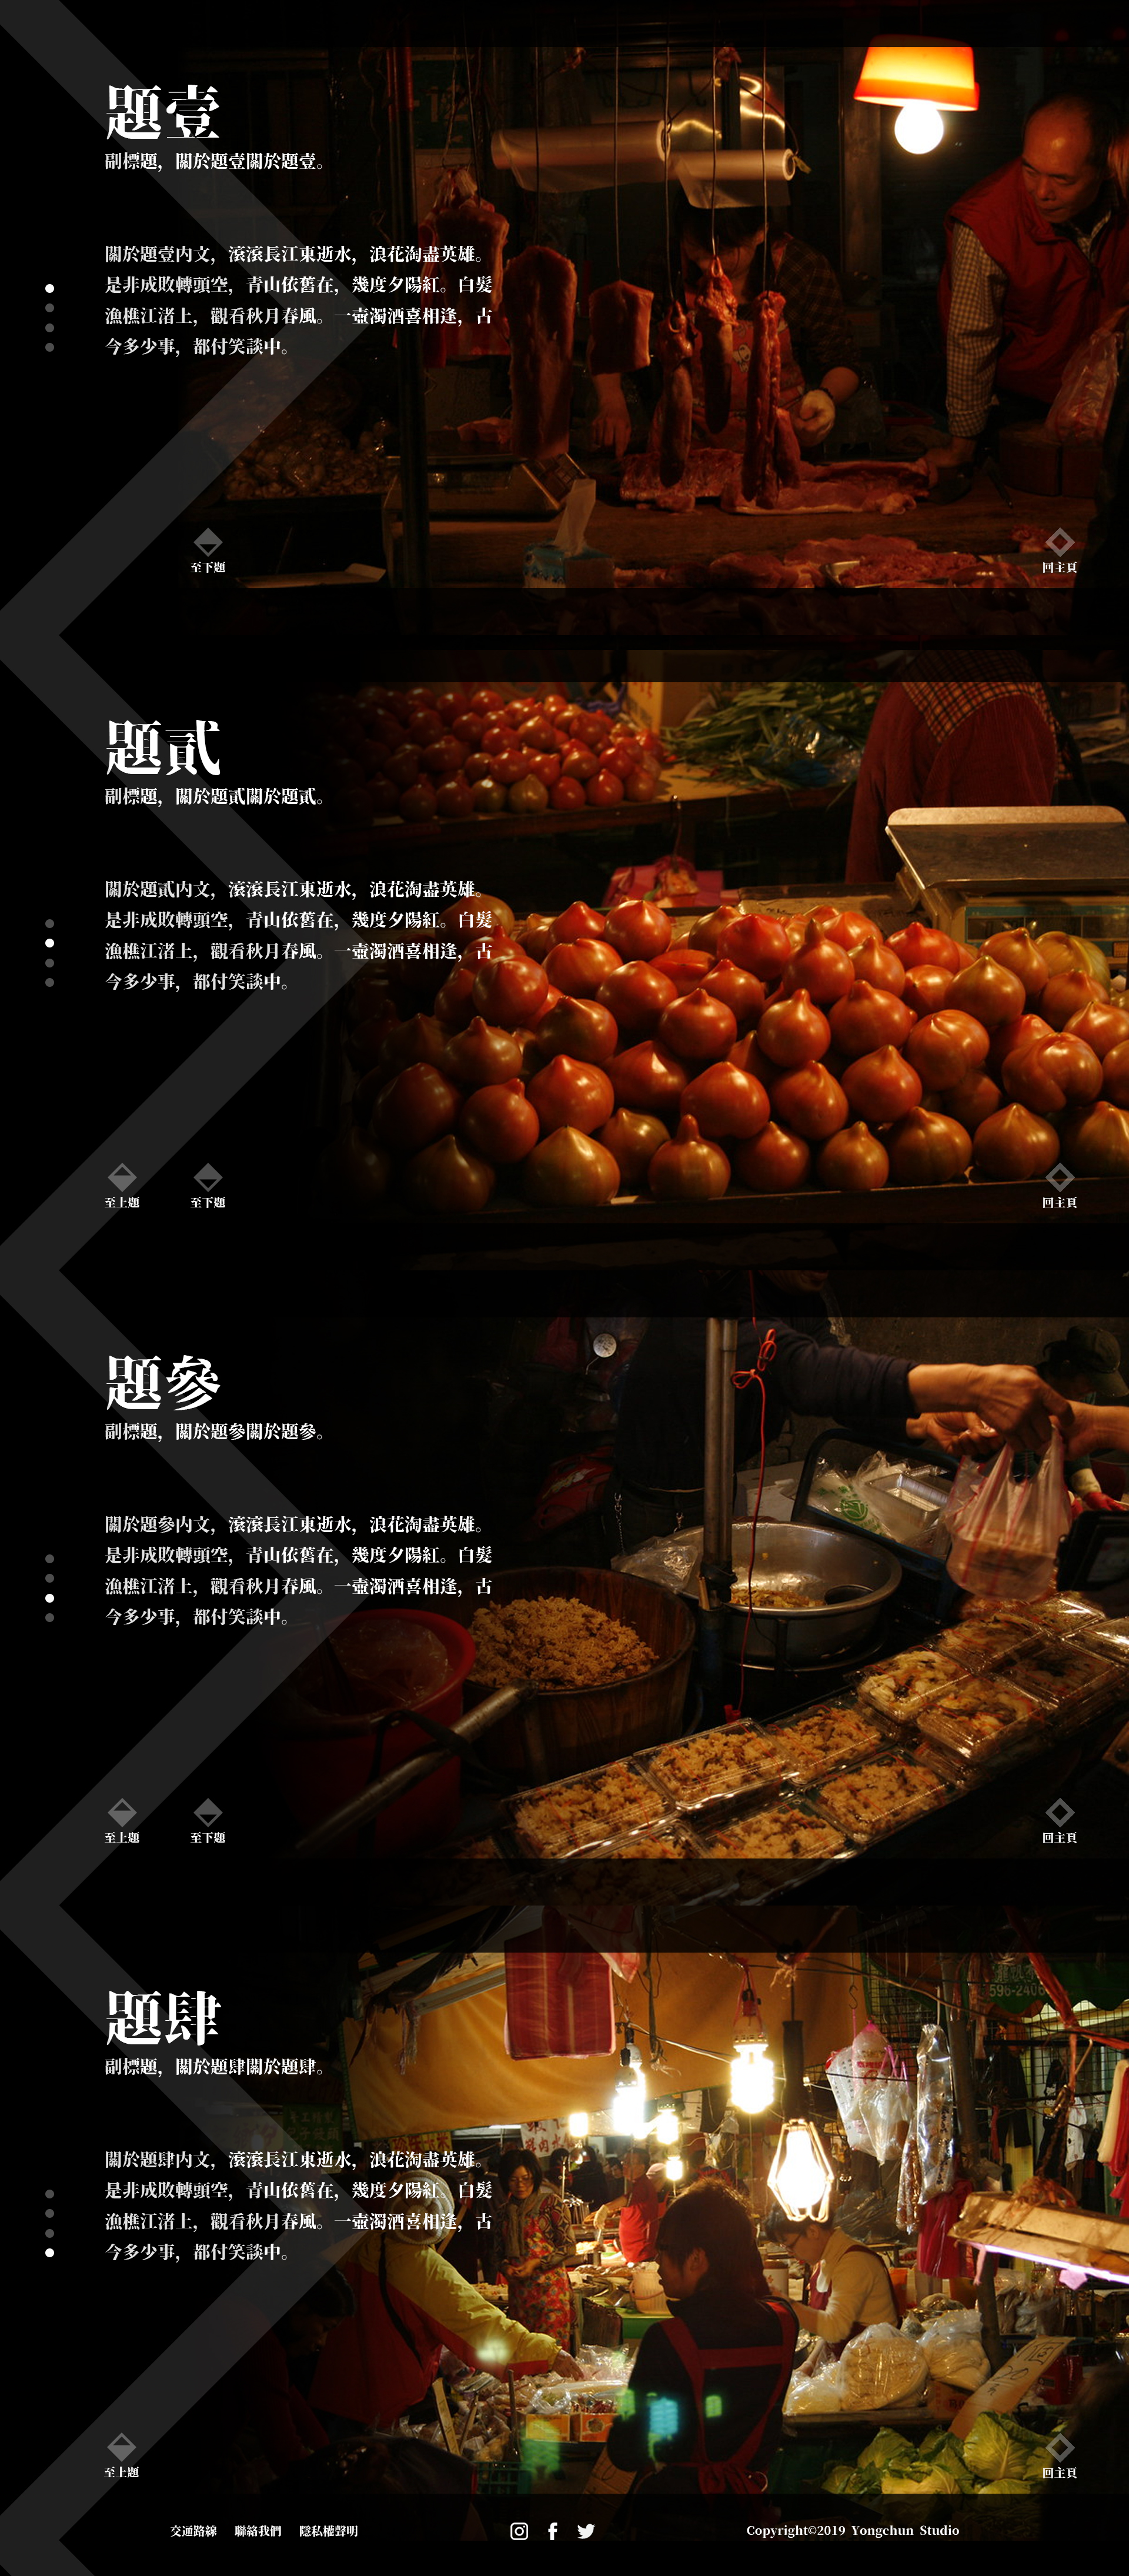 題壹
副標題，關於題壹關於題壹。
關於題壹內文，滾滾長江東逝水，浪花淘盡英雄。
是非成敗轉頭空，青山依舊在，幾度夕陽紅。白髮
漁樵江渚上，觀看秋月春風。一壺濁酒喜相逢，古
今多少事，都付笑談中。
至下題
回主頁
題貳
副標題，關於題貳關於題貳。
關於題貳內文，滾滾長江東逝水，浪花淘盡英雄。
是非成敗轉頭空，青山依舊在，幾度夕陽紅。白髮
漁樵江渚上，觀看秋月春風。一壺濁酒喜相逢，古
今多少事，都付笑談中。
至上題
至下題
回主頁
題參
副標題，關於題參關於題參。
關於題參內文，滾滾長江東逝水，浪花淘盡英雄。
是非成敗轉頭空，青山依舊在，幾度夕陽紅。白髮
漁樵江渚上，觀看秋月春風。一壺濁酒喜相逢，古
今多少事，都付笑談中。
至上題
至下題
回主頁
題肆
副標題，關於題肆關於題肆。
596-2406
關於題肆內文，滾滾長江東逝水，浪花淘盡英雄。
是非成敗轉頭空，青山依舊在，幾度夕陽紅。白髮
漁樵江渚上，觀看秋月春風。一壺濁酒喜相逢，古
今多少事，都付笑談中。
至上題
回主頁
交通路線 聯絡我們 隱私權聲明
Copyright©2019 Yongchun Studio